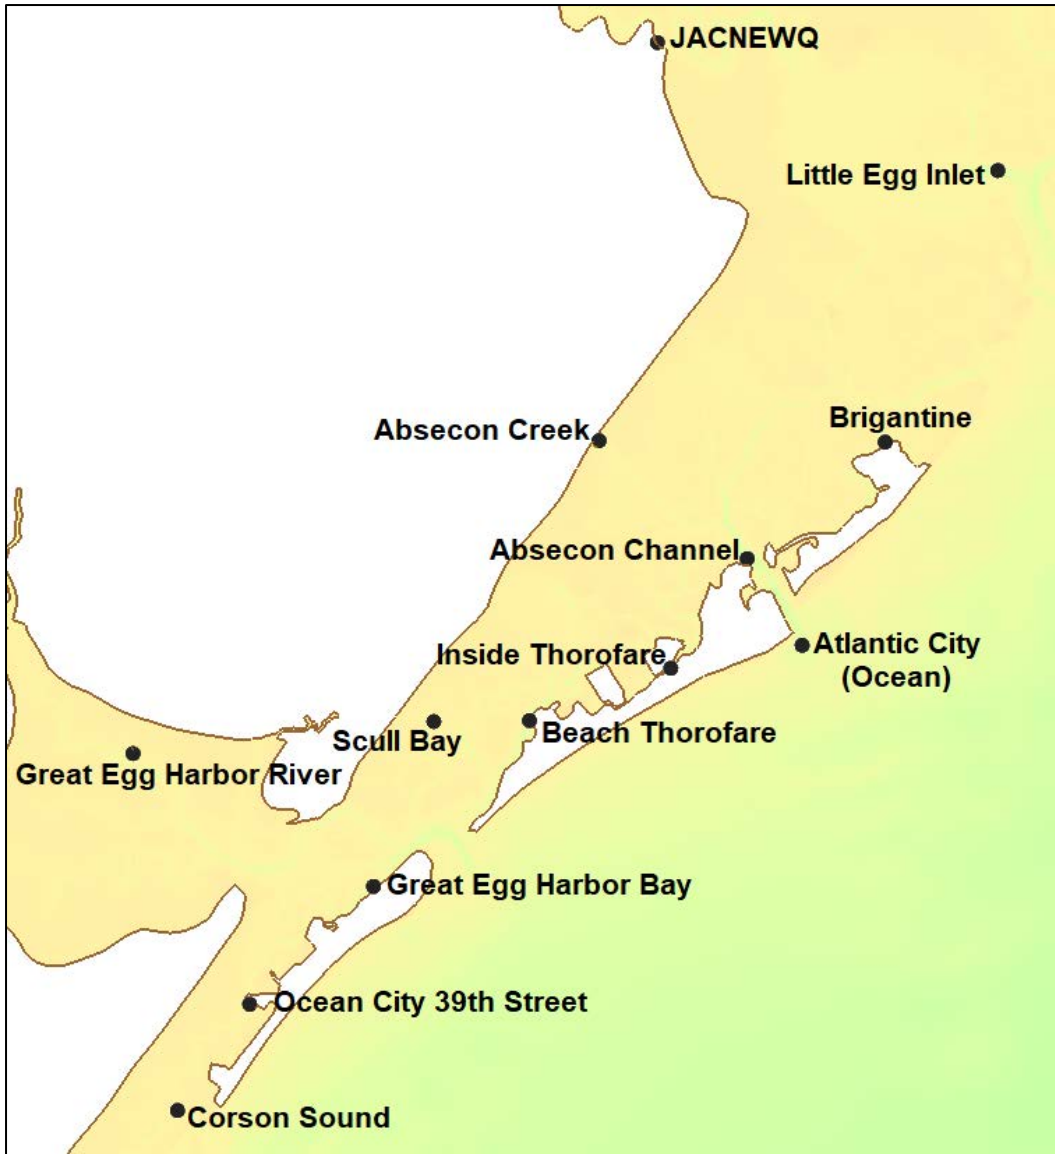 JACNEWQ
Little Egg Inlet
Brigantine
Absecon Creek
Absecon Channel
Atlantic City
(Ocean)
Inside Thorofare
Scull Bay
Beach Thorofare
Great Egg Harbor River
Great Egg Harbor Bay
Ocean City 39th Street
Corson Sound